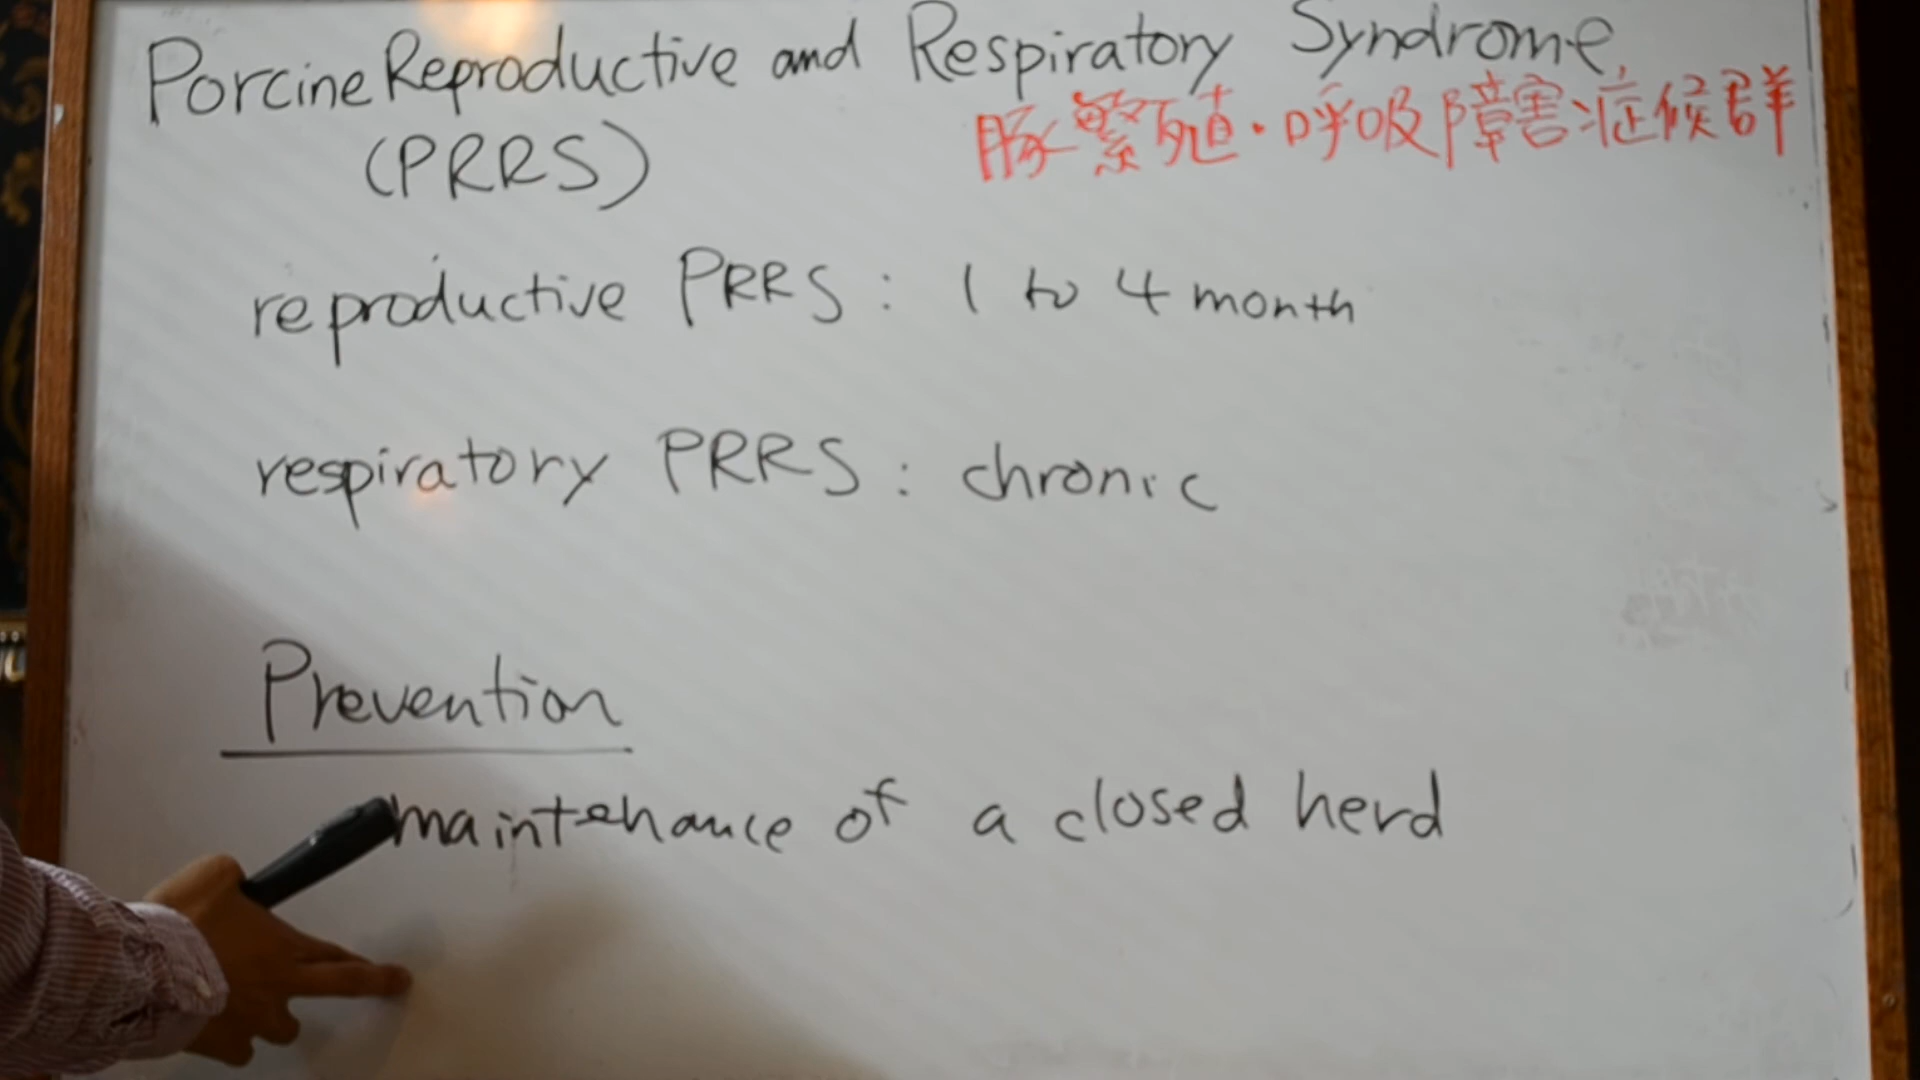 Porcine Reproductive and Respiratory Syndrome
豚繁殖・呼吸障害症候群
(PRRS)
reproductive PRRS : 1 to 4 month
respiratory PRRS : chronic
Prevention
maintenance of a closed herd